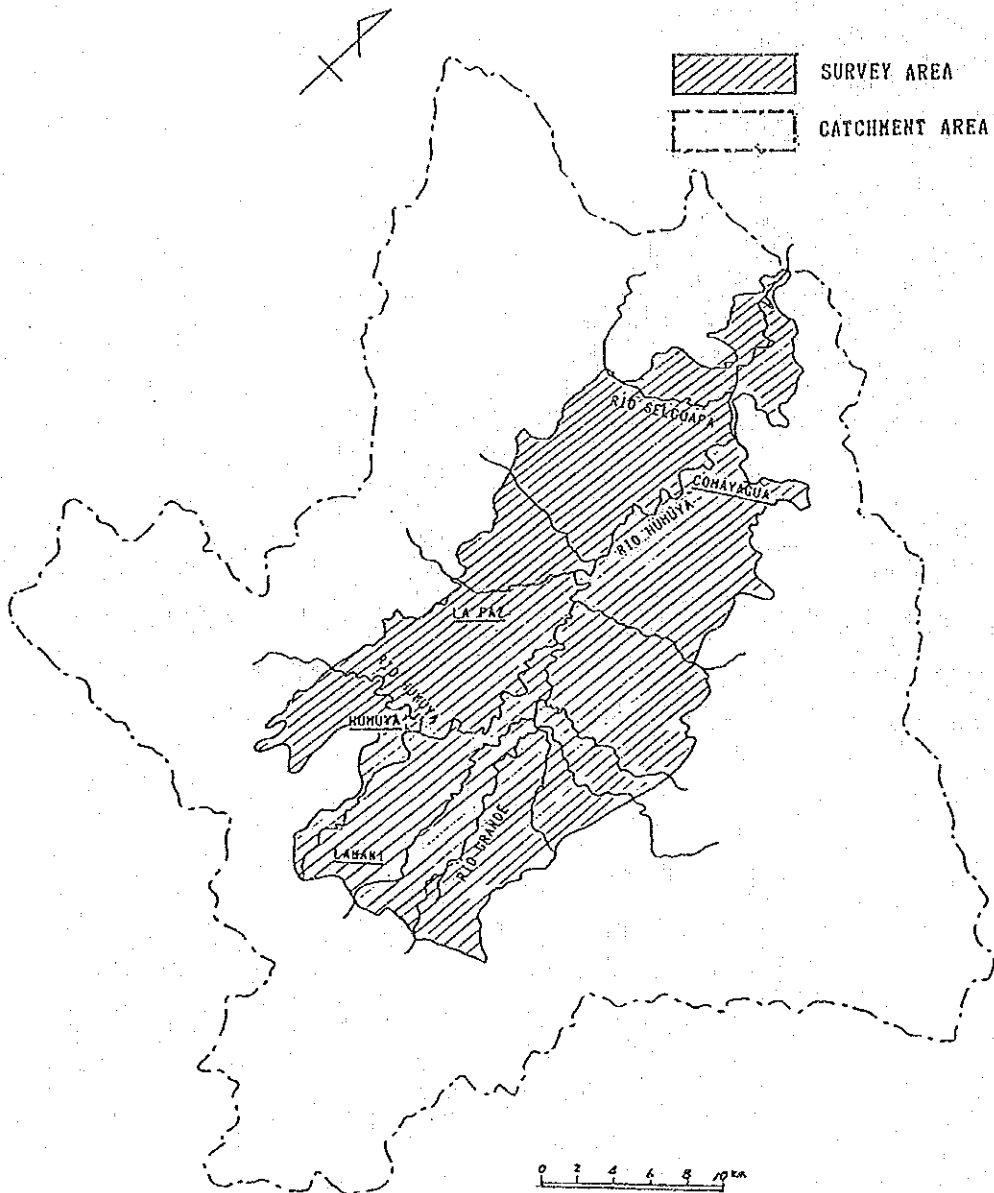 SURVEY AREA
CATCHMENT AREA
RIO SELGUAPA
COMAYAGUA
RIO HUMUYA
LA PAZ
RIO HUMUYA
HUMUYA
LAMANI
RIO GRANDE
0 2 4 6 8 10 KM